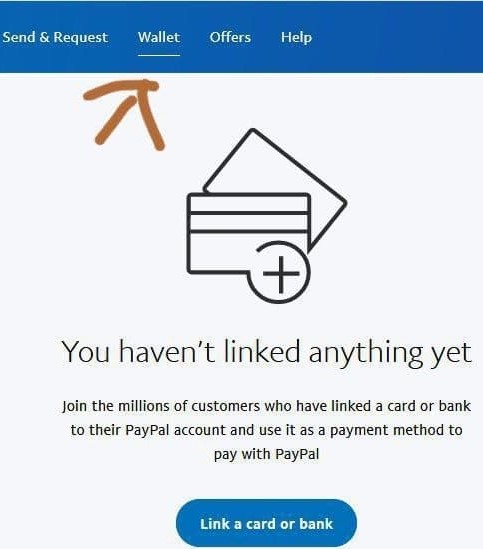 Send & Request Wallet Offers Help
You haven't linked anything yet
Join the millions of customers who have linked a card or bank
to their PayPal account and use it as a payment method to
pay with PayPal
Link a card or bank